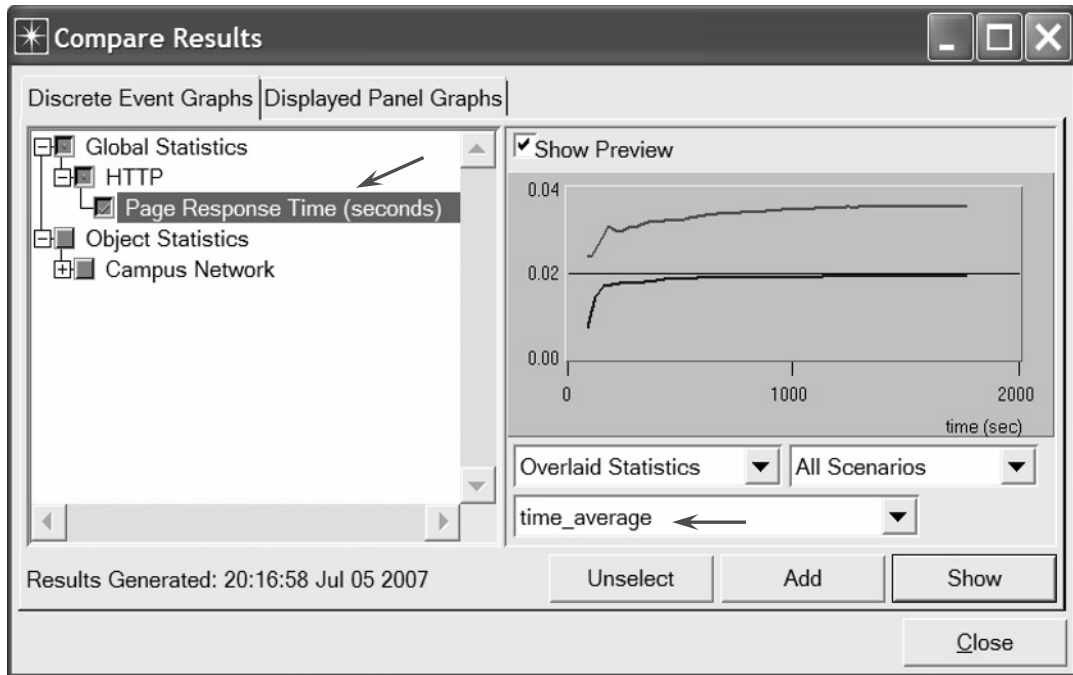 Compare Results
Discrete Event Graphs Displayed Panel Graphs
Global Statistics
HTTP
Page Response Time (seconds)
Object Statistics
Campus Network
Show Preview
0.04
0.02
0.00
0 1000 2000
time (sec)
Overlaid Statistics All Scenarios
time_average
Results Generated: 20:16:58 Jul 05 2007 Unselect Add Show
Close